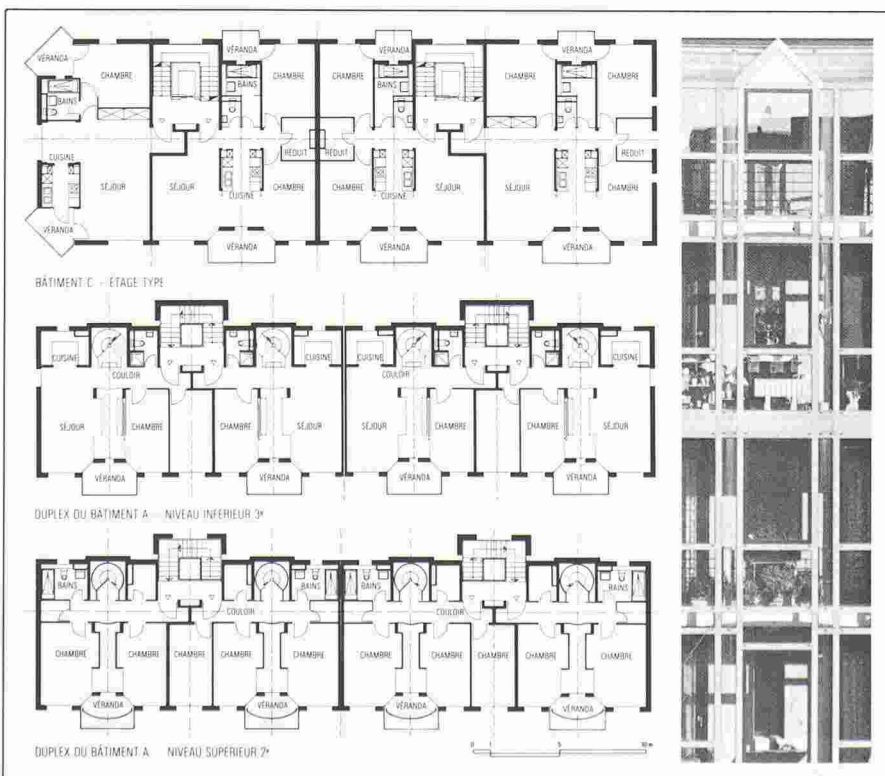 VÉRANDA VÉRANDA VÉRANDA VÉRANDA
CHAMBRE CHAMBRE CHAMBRE CHAMBRE CHAMBRE
BAINS BAINS BAINS
RÉDUIT RÉDUIT RÉDUIT
CUISINE
SÉJOUR SÉJOUR SÉJOUR SÉJOUR
CHAMBRE CHAMBRE CHAMBRE
CUISINE CUISINE
VÉRANDA VÉRANDA VÉRANDA VÉRANDA
BÂTIMENT C - ÉTAGE TYPE
CUISINE CUISINE CUISINE CUISINE
COULOIR COULOIR
SÉJOUR CHAMBRE CHAMBRE SÉJOUR SÉJOUR CHAMBRE CHAMBRE SÉJOUR
VÉRANDA VÉRANDA VÉRANDA VÉRANDA
DUPLEX DU BÂTIMENT A - NIVEAU INFÉRIEUR 3e
BAINS BAINS BAINS BAINS
COULOIR COULOIR
CHAMBRE CHAMBRE CHAMBRE CHAMBRE CHAMBRE CHAMBRE CHAMBRE CHAMBRE CHAMBRE CHAMBRE
VÉRANDA VÉRANDA VÉRANDA VÉRANDA
DUPLEX DU BÂTIMENT A NIVEAU SUPÉRIEUR 2e
0 1 5 10 m